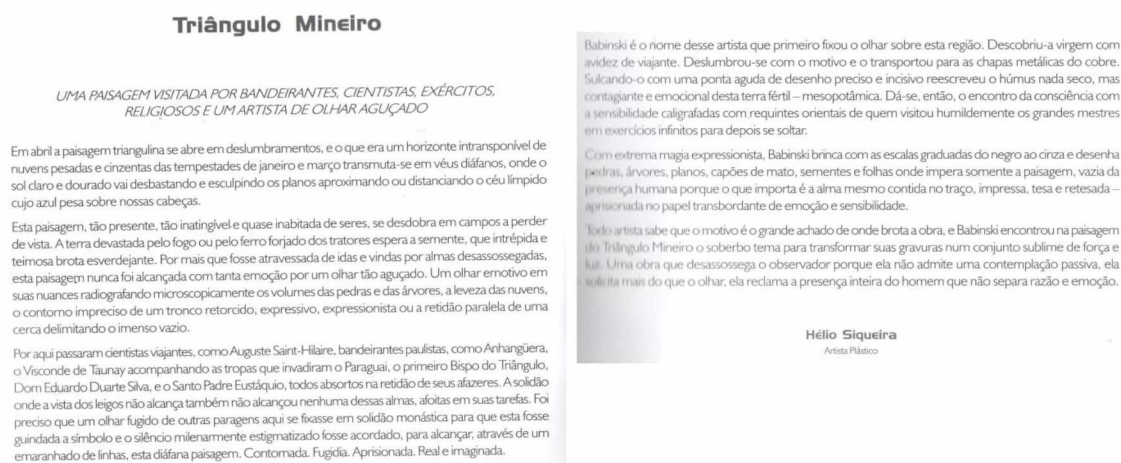 Triângulo Mineiro
UMA PAISAGEM VISITADA POR BANDEIRANTES, CIENTISTAS, EXÉRCITOS,
RELIGIOSOS E UM ARTISTA DE OLHAR AGUÇADO
Em abril a paisagem triangulina se abre em deslumbramentos, e o que era um horizonte intransponível de
nuvens pesadas e cinzentas das tempestades de janeiro e março transmuta-se em véus diáfanos, onde o
sol claro e dourado vai desbastando e esculpindo os planos aproximando ou distanciando o céu límpido
cujo azul pesa sobre nossas cabeças.
Esta paisagem, tão presente, tão inatingível e quase inabitada de seres, se desdobra em campos a perder
de vista. A terra devastada pelo fogo ou pelo ferro forjado dos tratores espera a semente, que intrépida e
teimosa brota esverdejante. Por mais que fosse atravessada de idas e vindas por almas desassossegadas,
esta paisagem nunca foi alcançada com tanta emoção por um olhar tão aguçado. Um olhar emotivo em
suas nuances radiografando microscopicamente os volumes das pedras e das árvores, a leveza das nuvens,
o contorno impreciso de um tronco retorcido, expressivo, expressionista ou a retidão paralela de uma
cerca delimitando o imenso vazio.
Por aqui passaram cientistas viajantes, como Auguste Saint-Hilaire, bandeirantes paulistas, como Anhangüera,
o Visconde de Taunay acompanhando as tropas que invadiram o Paraguai, o primeiro Bispo do Triângulo,
Dom Eduardo Duarte Silva, e o Santo Padre Eustáquio, todos absortos na retidão de seus afazeres. A solidão
onde a vista dos leigos não alcança também não alcançou nenhuma dessas almas, afoitas em suas tarefas. Foi
preciso que um olhar fugido de outras paragens aqui se fixasse em solidão monástica para que esta fosse
guindada a símbolo e o silêncio milenarmente estigmatizado fosse acordado, para alcançar, através de um
emaranhado de linhas, esta diáfana paisagem. Contornada. Fugidia. Aprisionada. Real e imaginada.
Babinski é o nome desse artista que primeiro fixou o olhar sobre esta região. Descobriu-a virgem com
avidez de viajante. Deslumbrou-se com o motivo e o transportou para as chapas metálicas do cobre.
Sulcando-o com uma ponta aguda de desenho preciso e incisivo reescreveu o húmus nada seco, mas
contagiante e emocional desta terra fértil – mesopotâmica. Dá-se, então, o encontro da consciência com
a sensibilidade caligrafadas com requintes orientais de quem visitou humildemente os grandes mestres
em exercícios infinitos para depois se soltar.
Com extrema magia expressionista, Babinski brinca com as escalas graduadas do negro ao cinza e desenha
pedras, árvores, planos, capões de mato, sementes e folhas onde impera somente a paisagem, vazia da
presença humana porque o que importa é a alma mesmo contida no traço, impressa, tesa e retesada –
aprisionada no papel transbordante de emoção e sensibilidade.
Todo artista sabe que o motivo é o grande achado de onde brota a obra, e Babinski encontrou na paisagem
do Triângulo Mineiro o soberbo tema para transformar suas gravuras num conjunto sublime de força e
luz. Uma obra que desassossega o observador porque ela não admite uma contemplação passiva, ela
solicita mais do que o olhar, ela reclama a presença inteira do homem que não separa razão e emoção.
Hélio Siqueira
Artista Plástico